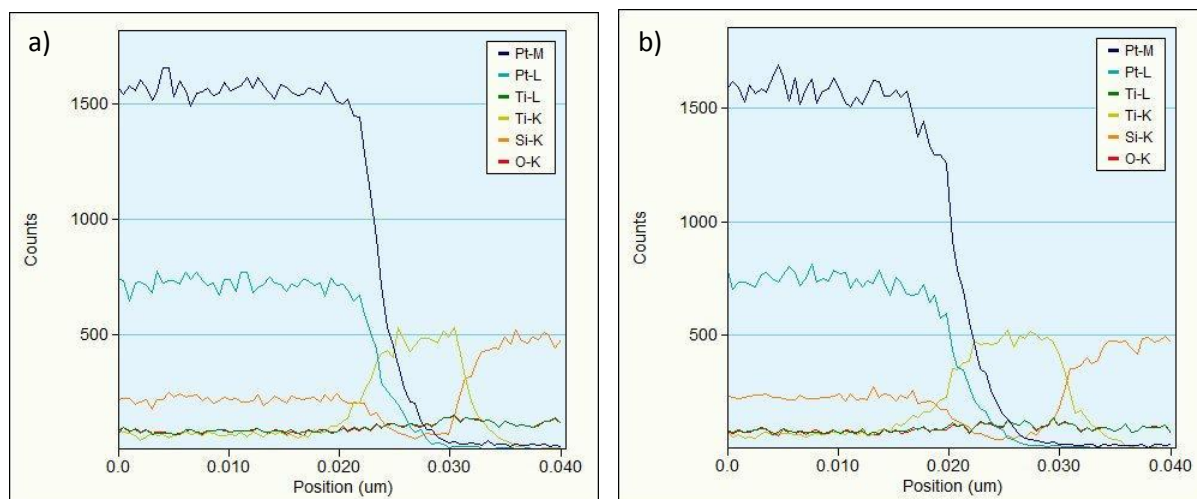 a)
Pt-M
Pt-L
Ti-L
Ti-K
Si-K
O-K
1500
1000
500
Counts
0.0 0.010 0.020 0.030 0.040
Position (um)
b)
Pt-M
Pt-L
Ti-L
Ti-K
Si-K
O-K
1500
1000
500
Counts
0.0 0.010 0.020 0.030 0.040
Position (um)